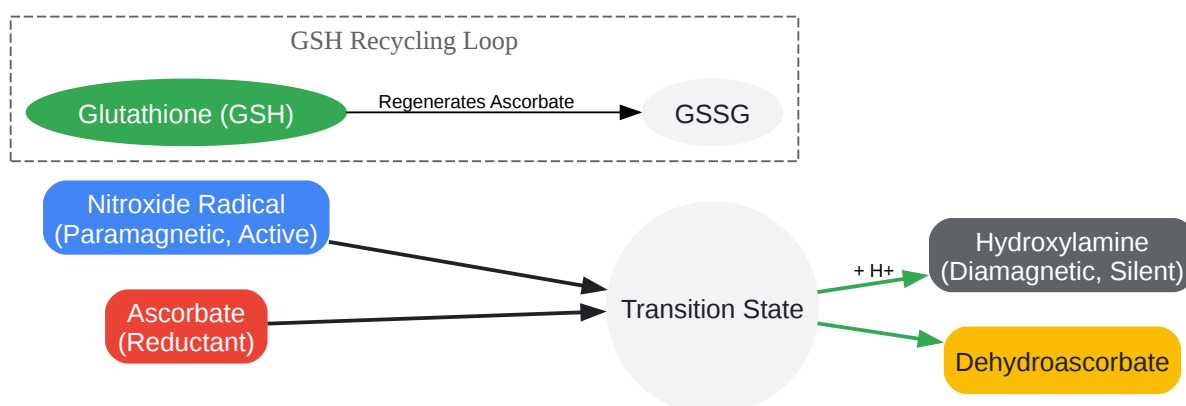 GSH Recycling Loop
Glutathione (GSH)
Regenerates Ascorbate
GSSG
Nitroxide Radical
(Paramagnetic, Active)
Ascorbate
(Reductant)
Transition State
+ H+
Hydroxylamine
(Diamagnetic, Silent)
Dehydroascorbate